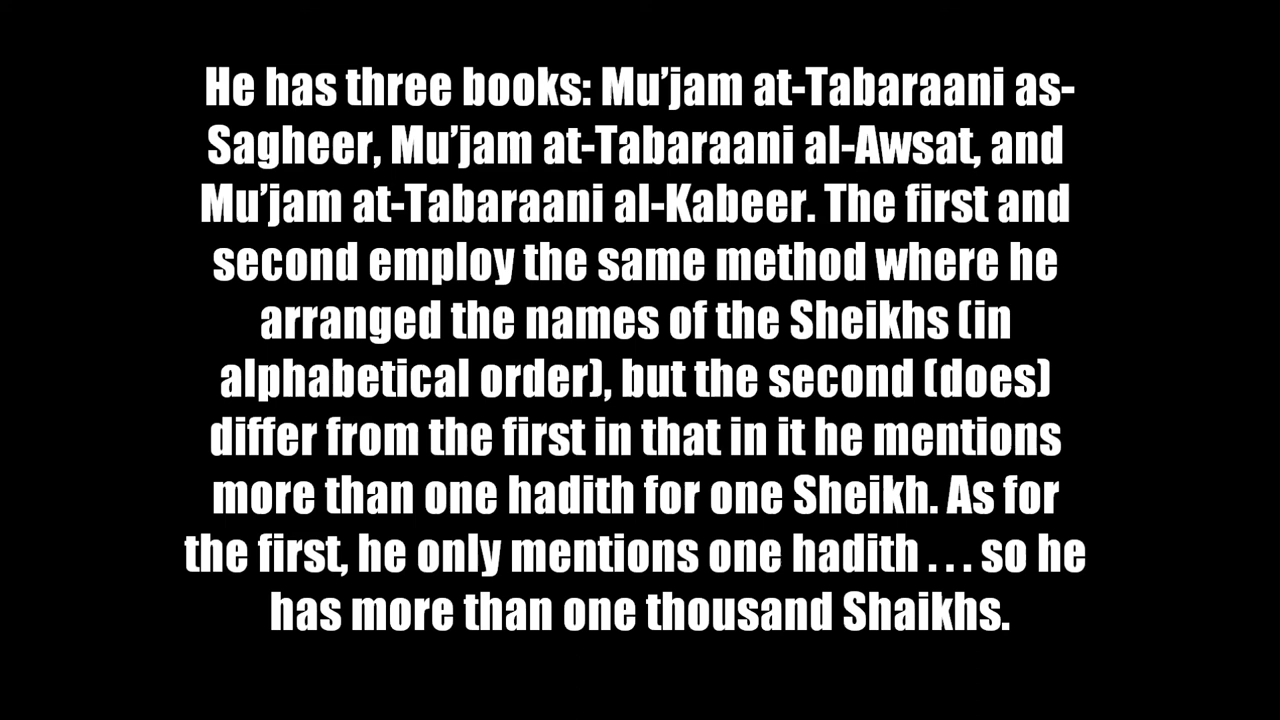 He has three books: Mu’jam at-Tabaraani as-
Sagheer, Mu’jam at-Tabaraani al-Awsat, and
Mu’jam at-Tabaraani al-Kabeer. The first and
second employ the same method where he
arranged the names of the Sheikhs (in
alphabetical order), but the second (does)
differ from the first in that in it he mentions
more than one hadith for one Sheikh. As for
the first, he only mentions one hadith . . . so he
has more than one thousand Shaikhs.